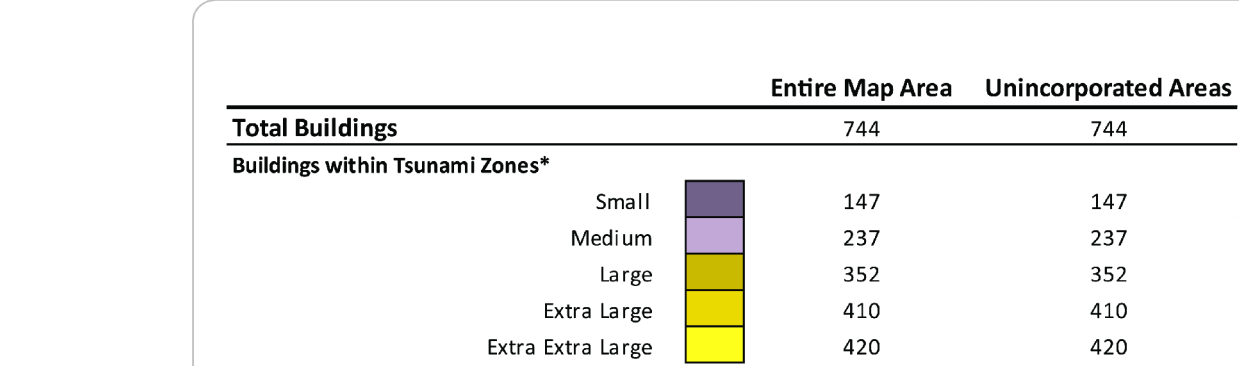 Entire Map Area Unincorporated Areas
Total Buildings 744 744
Buildings within Tsunami Zones*
Small 147 147
Medium 237 237
Large 352 352
Extra Large 410 410
Extra Extra Large 420 420